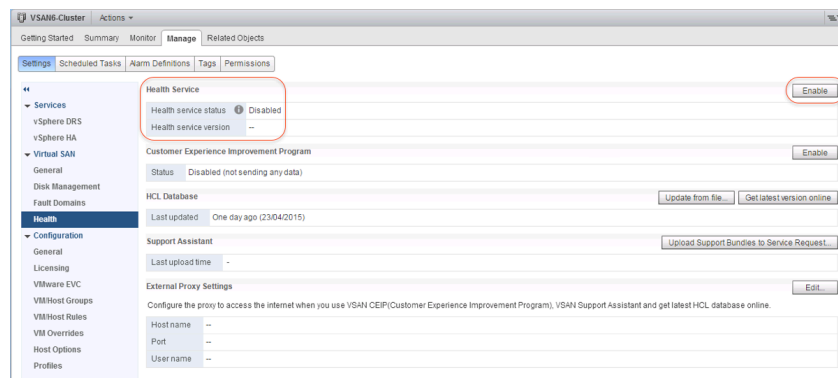 VSAN6-Cluster Actions
Getting Started Summary Monitor Manage Related Objects
Settings Scheduled Tasks Alarm Definitions Tags Permissions
Health Service Enable
Services
Health service status Disabled
vSphere DRS
Health service version --
vSphere HA
Virtual SAN
Customer Experience Improvement Program Enable
General
Status Disabled (not sending any data)
Disk Management
Fault Domains
HCL Database Update from file... Get latest version online
Health
Last updated One day ago (23/04/2015)
Configuration
General
Support Assistant Upload Support Bundles to Service Request...
Licensing
Last upload time -
VMware EVC
External Proxy Settings Edit...
VM/Host Groups
Configure the proxy to access the internet when you use VSAN CEIP(Customer Experience Improvement Program), VSAN Support Assistant and get latest HCL database online.
VM/Host Rules
Host name --
VM Overrides
Port --
Host Options
User name --
Profiles